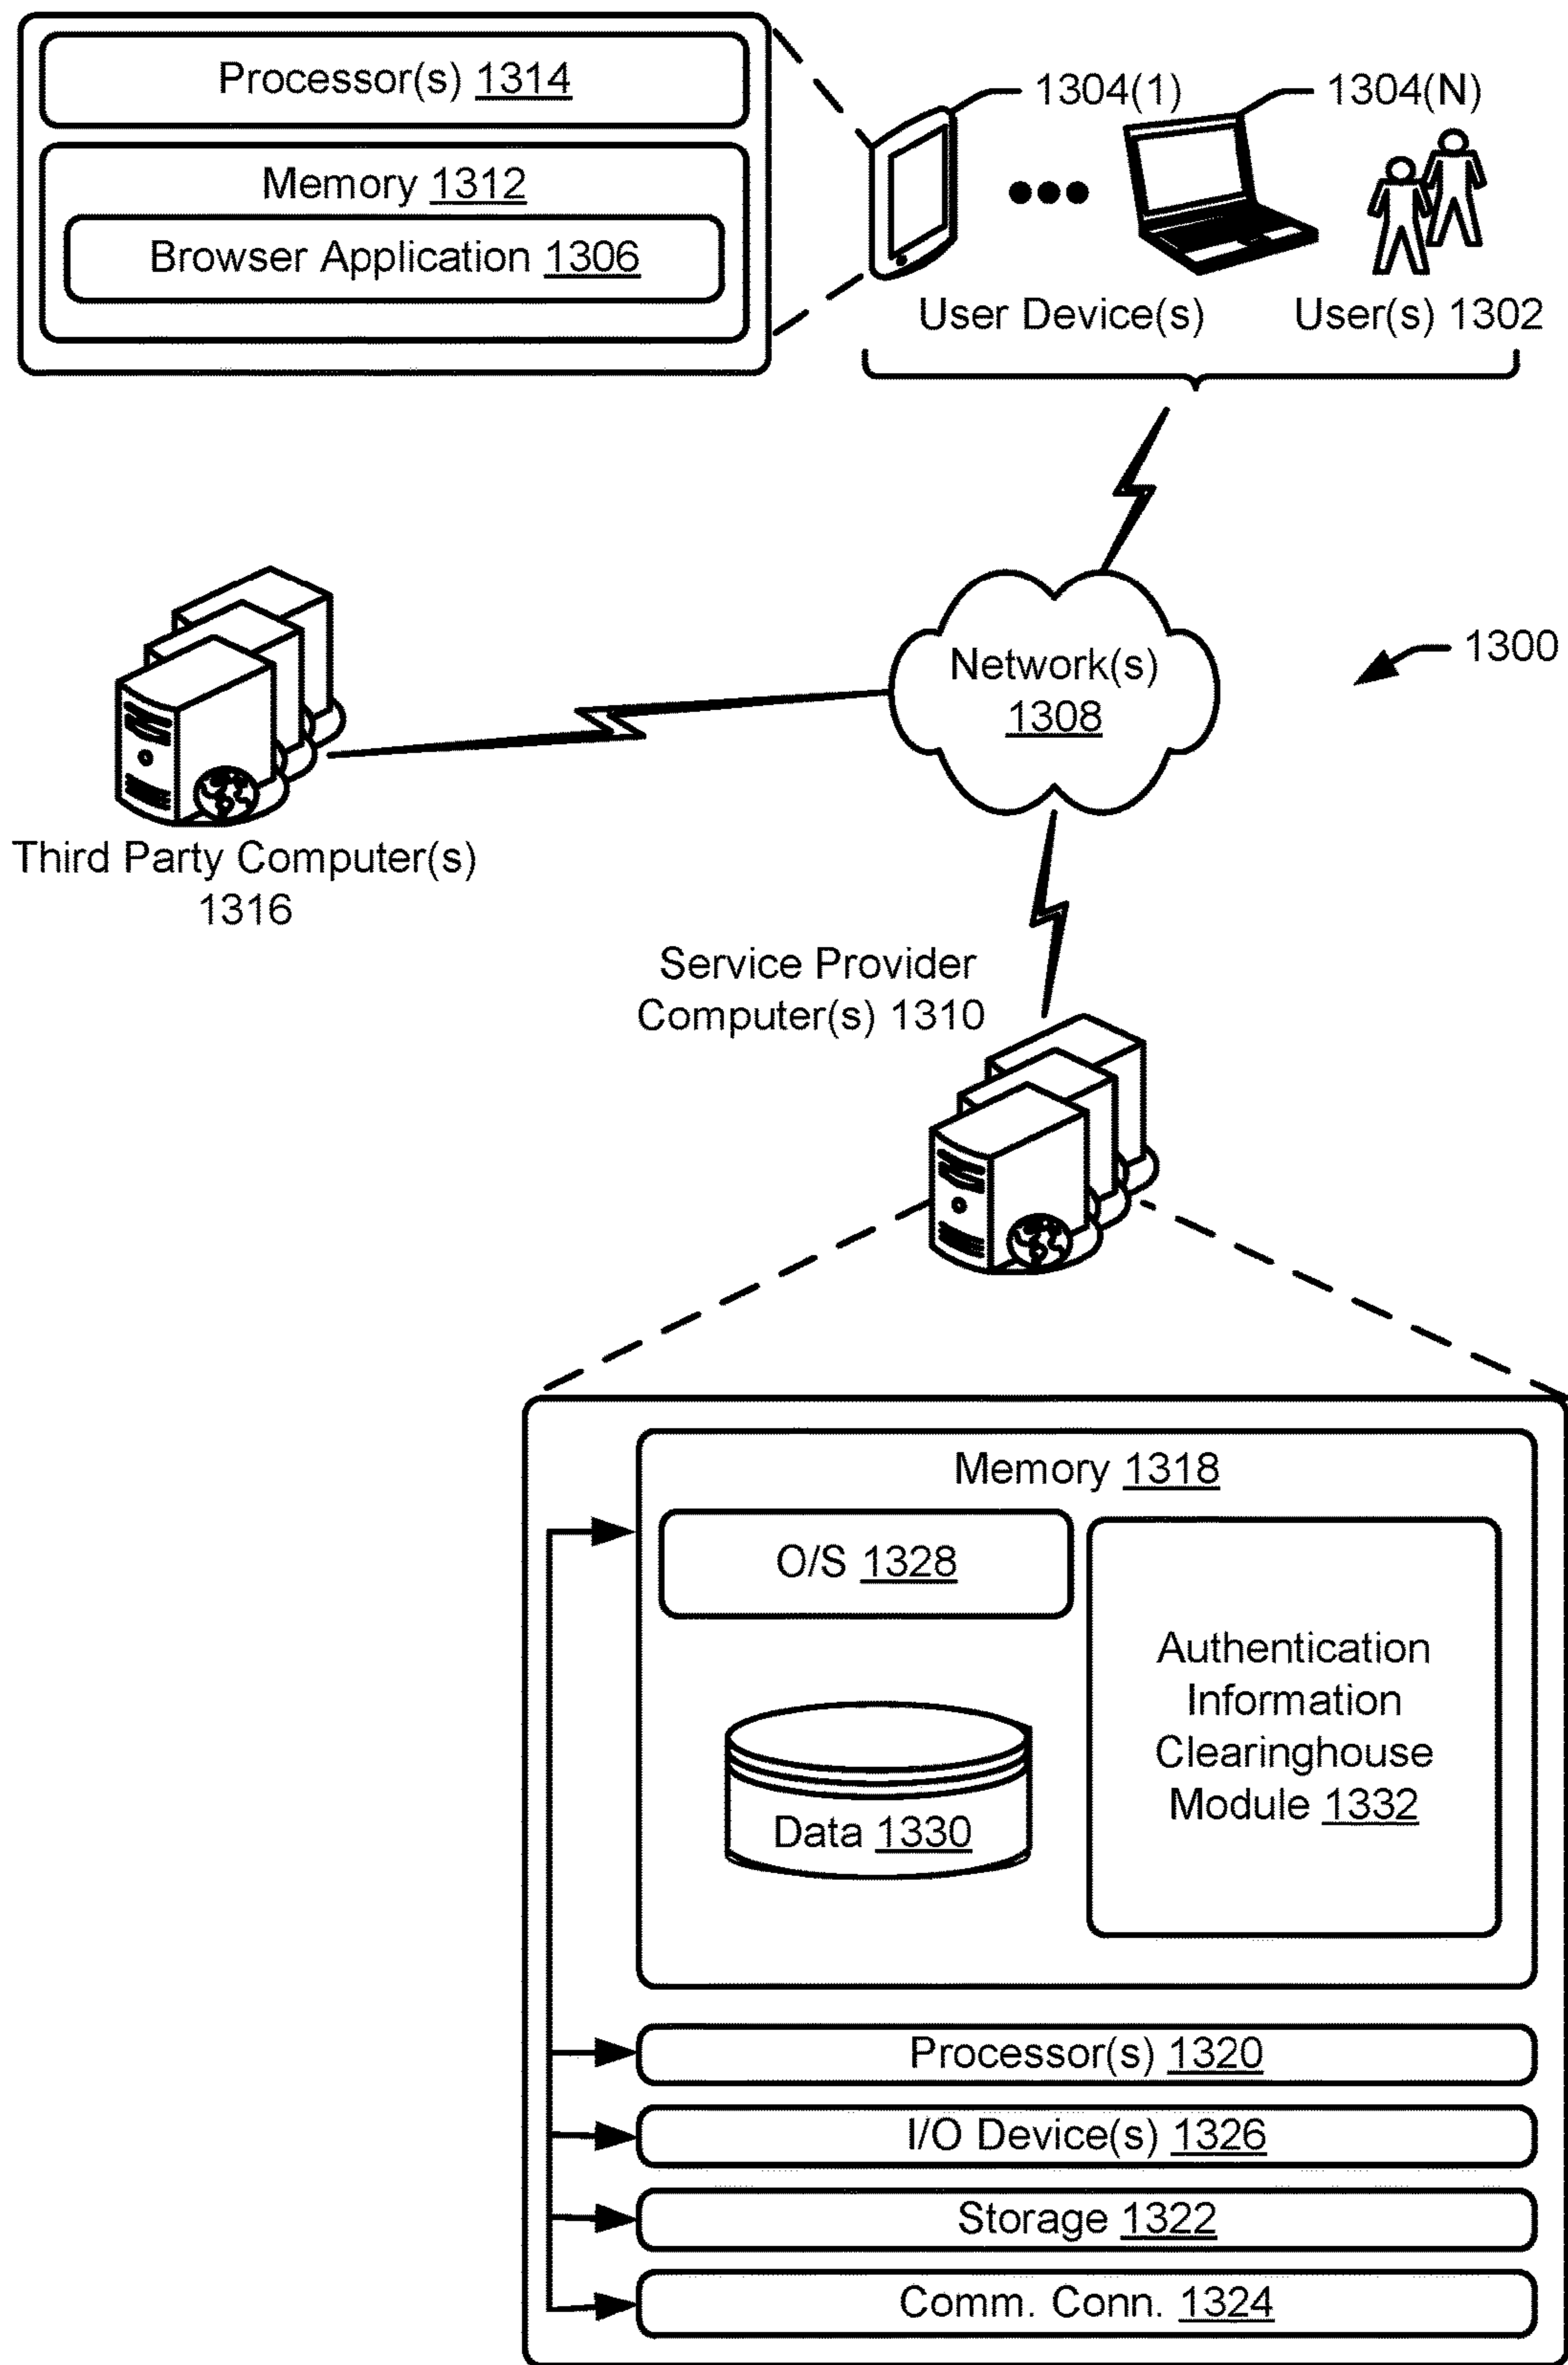 Processor(s) 1314
Memory 1312
Browser Application 1306
1304(1)
1304(N)
User Device(s)
User(s) 1302
Network(s)
1308
1300
Third Party Computer(s)
1316
Service Provider
Computer(s) 1310
Memory 1318
O/S 1328
Data 1330
Authentication
Information
Clearinghouse
Module 1332
Processor(s) 1320
I/O Device(s) 1326
Storage 1322
Comm. Conn. 1324